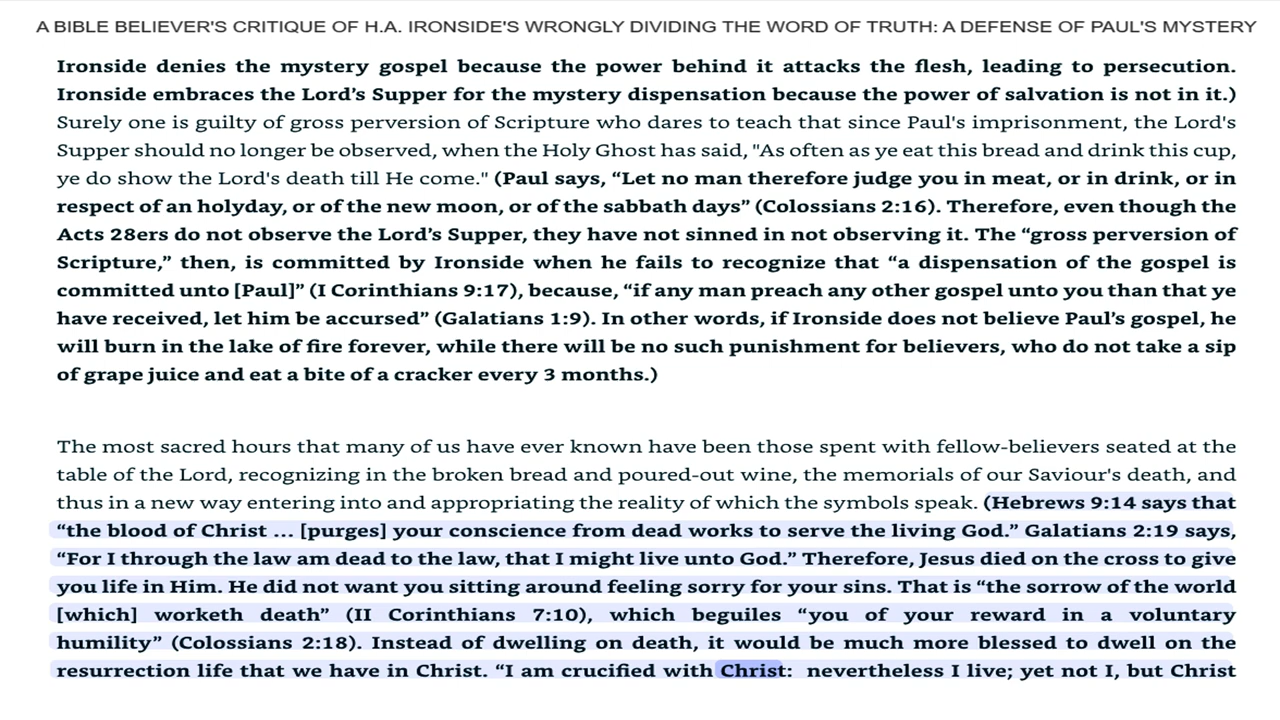 A BIBLE BELIEVER'S CRITIQUE OF H.A. IRONSIDE'S WRONGLY DIVIDING THE WORD OF TRUTH: A DEFENSE OF PAUL'S MYSTERY
Ironside denies the mystery gospel because the power behind it attacks the flesh, leading to persecution.
Ironside embraces the Lord’s Supper for the mystery dispensation because the power of salvation is not in it.)
Surely one is guilty of gross perversion of Scripture who dares to teach that since Paul's imprisonment, the Lord's
Supper should no longer be observed, when the Holy Ghost has said, "As often as ye eat this bread and drink this cup,
ye do show the Lord's death till He come." (Paul says, “Let no man therefore judge you in meat, or in drink, or in
respect of an holyday, or of the new moon, or of the sabbath days” (Colossians 2:16). Therefore, even though the
Acts 28ers do not observe the Lord’s Supper, they have not sinned in not observing it. The “gross perversion of
Scripture,” then, is committed by Ironside when he fails to recognize that “a dispensation of the gospel is
committed unto [Paul]” (I Corinthians 9:17), because, “if any man preach any other gospel unto you than that ye
have received, let him be accursed” (Galatians 1:9). In other words, if Ironside does not believe Paul’s gospel, he
will burn in the lake of fire forever, while there will be no such punishment for believers, who do not take a sip
of grape juice and eat a bite of a cracker every 3 months.)
The most sacred hours that many of us have ever known have been those spent with fellow-believers seated at the
table of the Lord, recognizing in the broken bread and poured-out wine, the memorials of our Saviour's death, and
thus in a new way entering into and appropriating the reality of which the symbols speak. (Hebrews 9:14 says that
“the blood of Christ … [purges] your conscience from dead works to serve the living God.” Galatians 2:19 says,
“For I through the law am dead to the law, that I might live unto God.” Therefore, Jesus died on the cross to give
you life in Him. He did not want you sitting around feeling sorry for your sins. That is “the sorrow of the world
[which] worketh death” (II Corinthians 7:10), which beguiles “you of your reward in a voluntary
humility” (Colossians 2:18). Instead of dwelling on death, it would be much more blessed to dwell on the
resurrection life that we have in Christ. “I am crucified with Christ: nevertheless I live; yet not I, but Christ